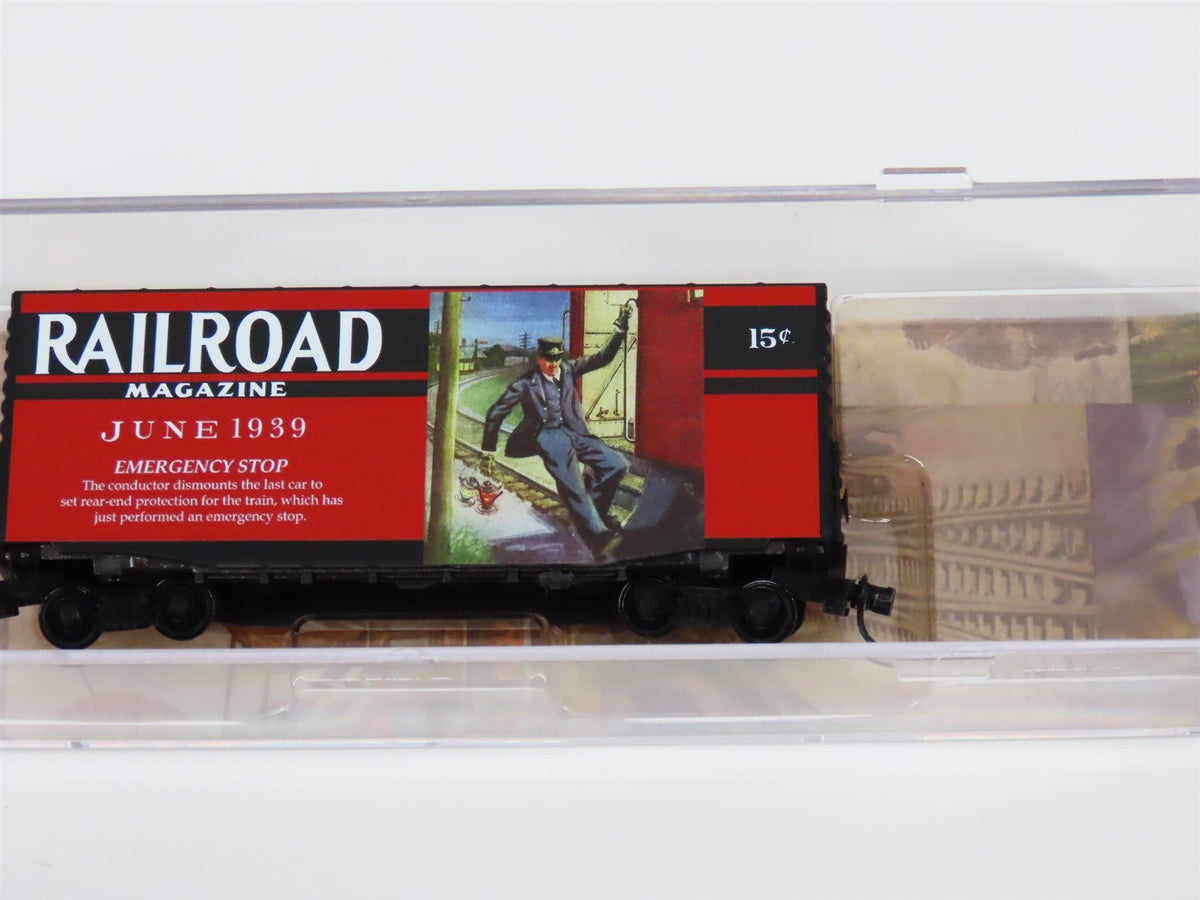 RAILROAD
MAGAZINE
JUNE 1939
EMERGENCY STOP
The conductor dismounts the last car to
set rear-end protection for the train, which has
just performed an emergency stop.
15¢